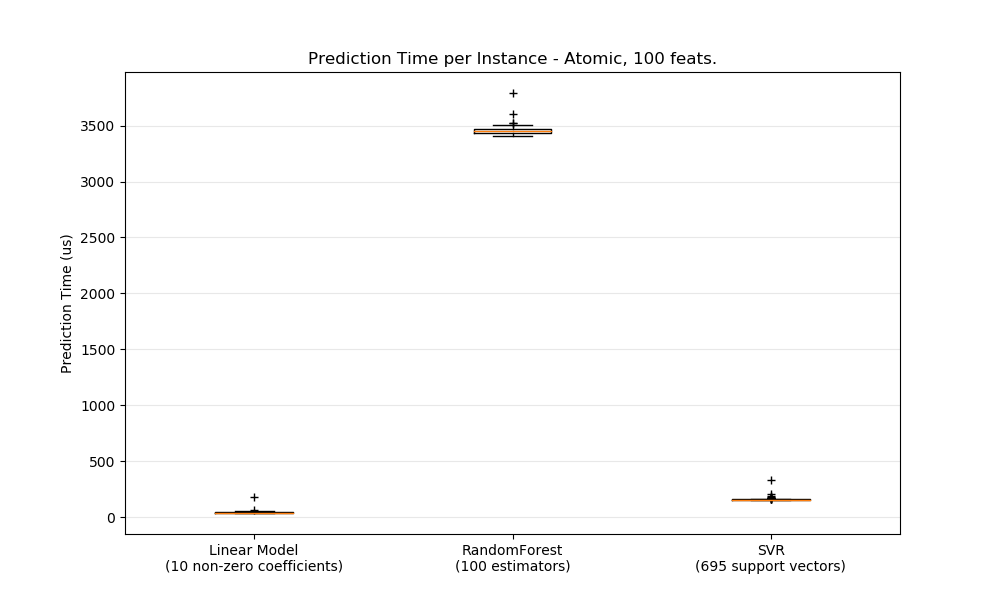 Prediction Time per Instance - Atomic, 100 feats.
Prediction Time (us)
3500
3000
2500
2000
1500
1000
500
0
Linear Model
(10 non-zero coefficients)
RandomForest
(100 estimators)
SVR
(695 support vectors)